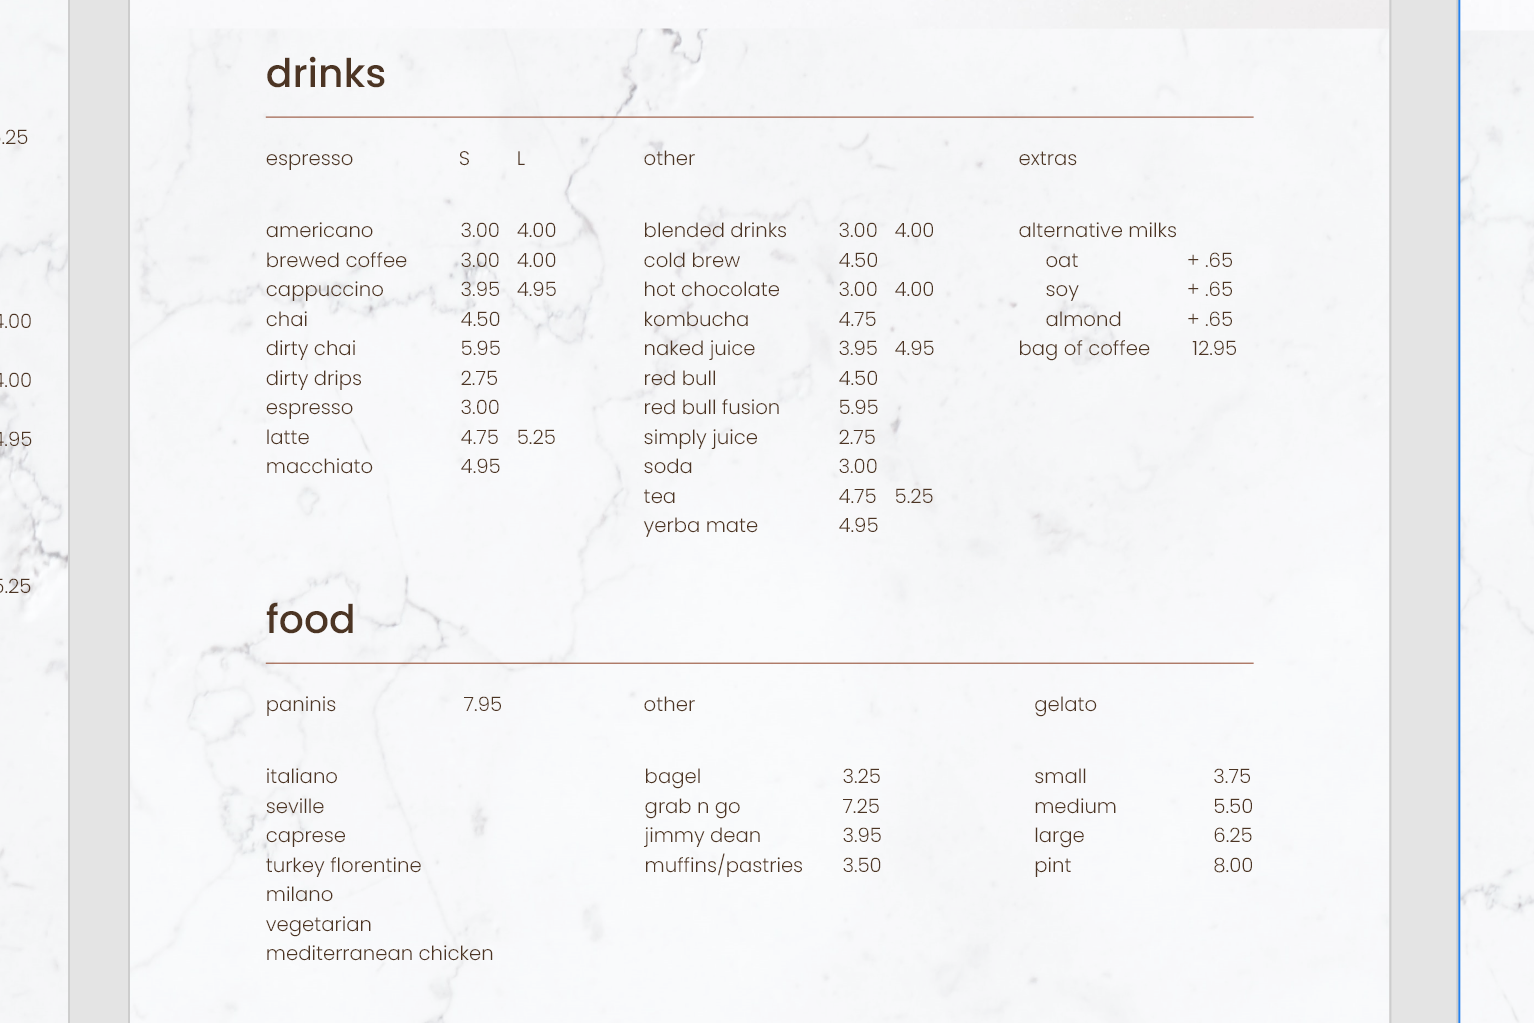 .25
4.00
4.00
4.95
5.25
drinks
espresso S L
americano 3.00 4.00
brewed coffee 3.00 4.00
cappuccino 3.95 4.95
chai 4.50
dirty chai 5.95
dirty drips 2.75
espresso 3.00
latte 4.75 5.25
macchiato 4.95
other
blended drinks 3.00 4.00
cold brew 4.50
hot chocolate 3.00 4.00
kombucha 4.75
naked juice 3.95 4.95
red bull 4.50
red bull fusion 5.95
simply juice 2.75
soda 3.00
tea 4.75 5.25
yerba mate 4.95
extras
alternative milks
oat + .65
soy + .65
almond + .65
bag of coffee 12.95
food
paninis 7.95
italiano
seville
caprese
turkey florentine
milano
vegetarian
mediterranean chicken
other
bagel 3.25
grab n go 7.25
jimmy dean 3.95
muffins/pastries 3.50
gelato
small 3.75
medium 5.50
large 6.25
pint 8.00